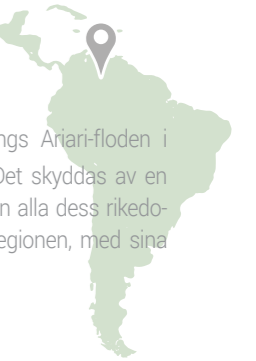 ngs Ariari-floden i
Det skyddas av en
n alla dess rikedo-
egionen, med sina